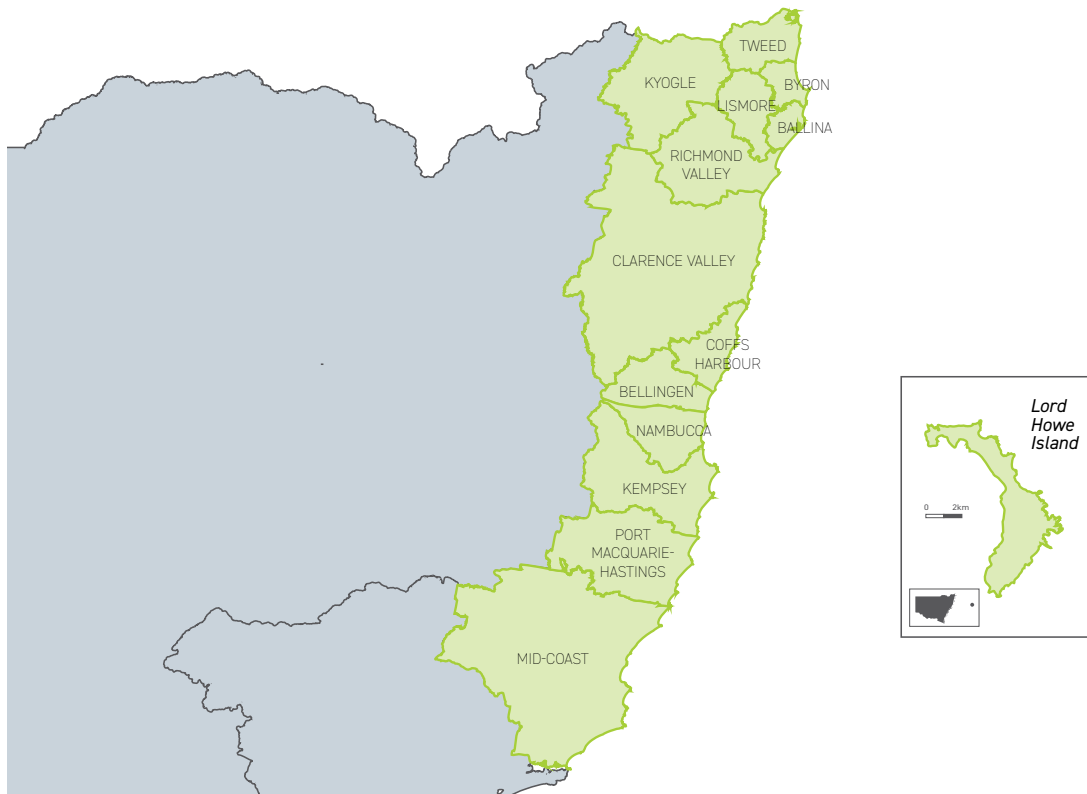 TWEED
KYOGLE
BYRON
LISMORE
BALLINA
RICHMOND
VALLEY
CLARENCE VALLEY
COFFS
HARBOUR
BELLINGEN
NAMBUCCA
KEMPSEY
PORT
MACQUARIE-
HASTINGS
MID-COAST
Lord
Howe
Island
0 2km